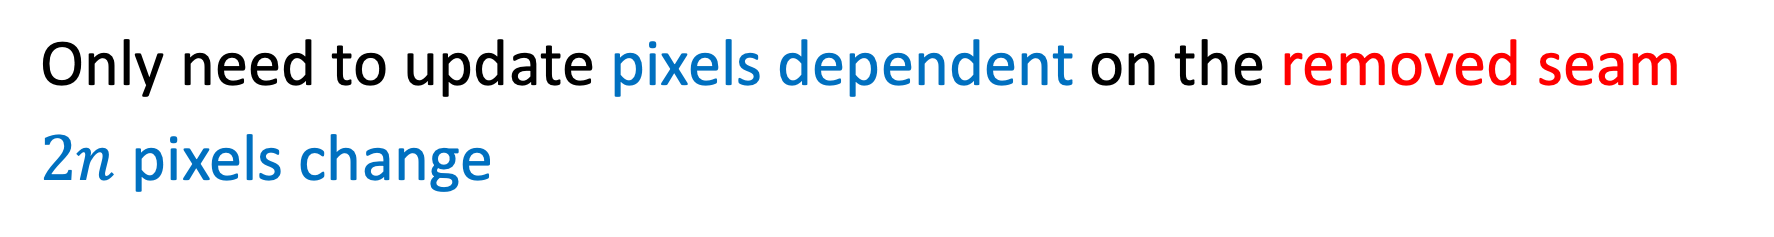 Only need to update pixels dependent on the removed seam
2n pixels change